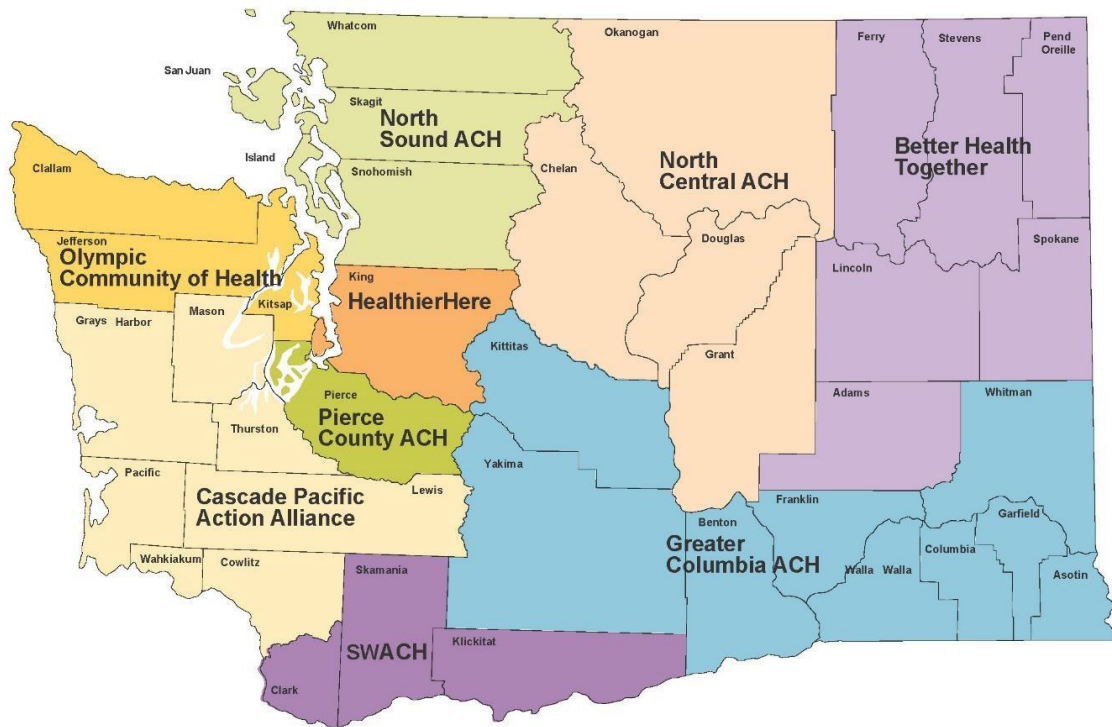 Whatcom
Okanogan
Ferry
Stevens
Pend
Oreille
San Juan
Skagit
North
Sound ACH
Island
Clallam
Snohomish
Chelan
North
Central ACH
Better Health
Together
Jefferson
Olympic
Community of Health
Kitsap
Douglas
Spokane
Lincoln
King
HealthierHere
Grays Harbor
Mason
Kittitas
Grant
Pierce
Pierce
County ACH
Adams
Whitman
Thurston
Yakima
Pacific
Lewis
Cascade Pacific
Action Alliance
Franklin
Benton
Greater
Columbia ACH
Garfield
Columbia
Walla Walla
Asotin
Wahkiakum
Cowlitz
Skamania
SWACH
Klickitat
Clark